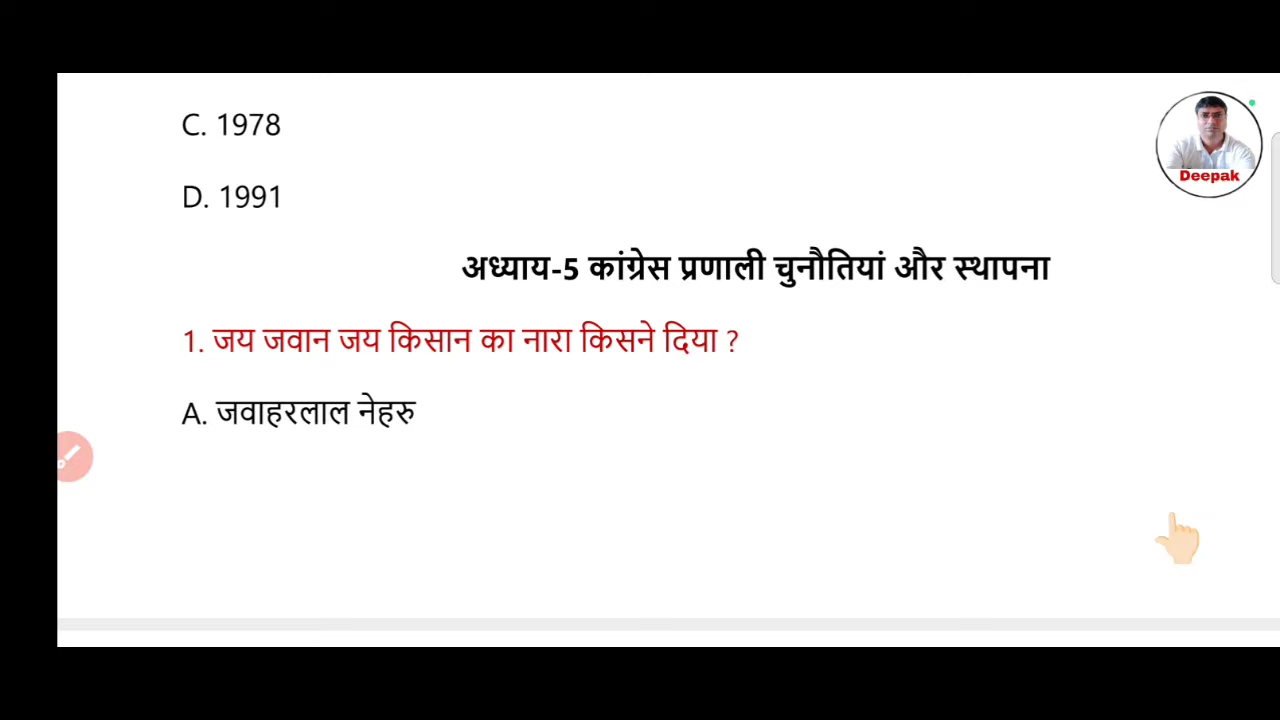 C. 1978
Deepak
D. 1991
अध्याय-5 कांग्रेस प्रणाली चुनौतियां और स्थापना
1. जय जवान जय किसान का नारा किसने दिया ?
A. जवाहरलाल नेहरु